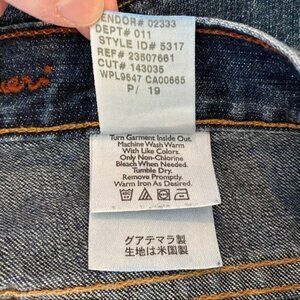 VENDOR# 02333
DEPT# 011
STYLE ID# 5317
REF# 23507661
CUT# 143035
WPL9647 CA00665
P/ 19
Turn Garment Inside Out.
Machine Wash Warm
With Like Colors.
Only Non-Chlorine
Bleach When Needed.
Tumble Dry.
Remove Promptly.
Warm Iron As Desired.
グアテマラ製
生地は米国製